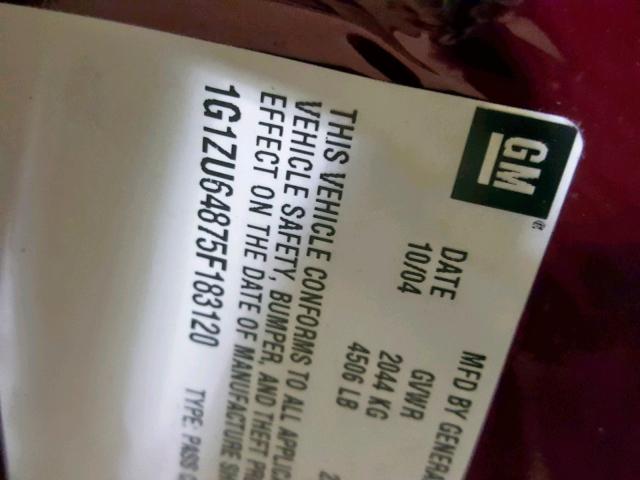 GM
MFD BY GENERA
DATE GVWR
10/04 2044 KG
4506 LB
THIS VEHICLE CONFORMS TO ALL APPLICA
VEHICLE SAFETY, BUMPER, AND THEFT PR
EFFECT ON THE DATE OF MANUFACTURE SH
1G1ZU64875F183120 TYPE: PASS C